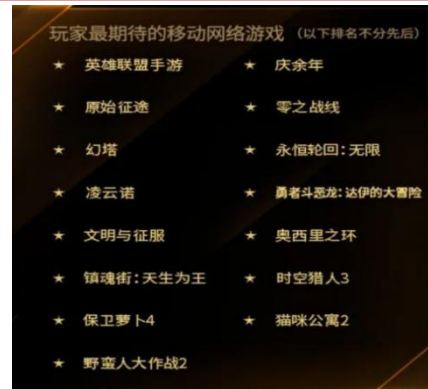 玩家最期待的移动网络游戏（以下排名不分先后）
★ 英雄联盟手游 ★ 庆余年
★ 原始征途 ★ 零之战线
★ 幻塔 ★ 永恒轮回：无限
★ 凌云诺 ★ 勇者斗恶龙：达伊的大冒险
★ 文明与征服 ★ 奥西里之环
★ 镇魂街：天生为王 ★ 时空猎人3
★ 保卫萝卜4 ★ 猫咪公寓2
★ 野蛮人大作战2